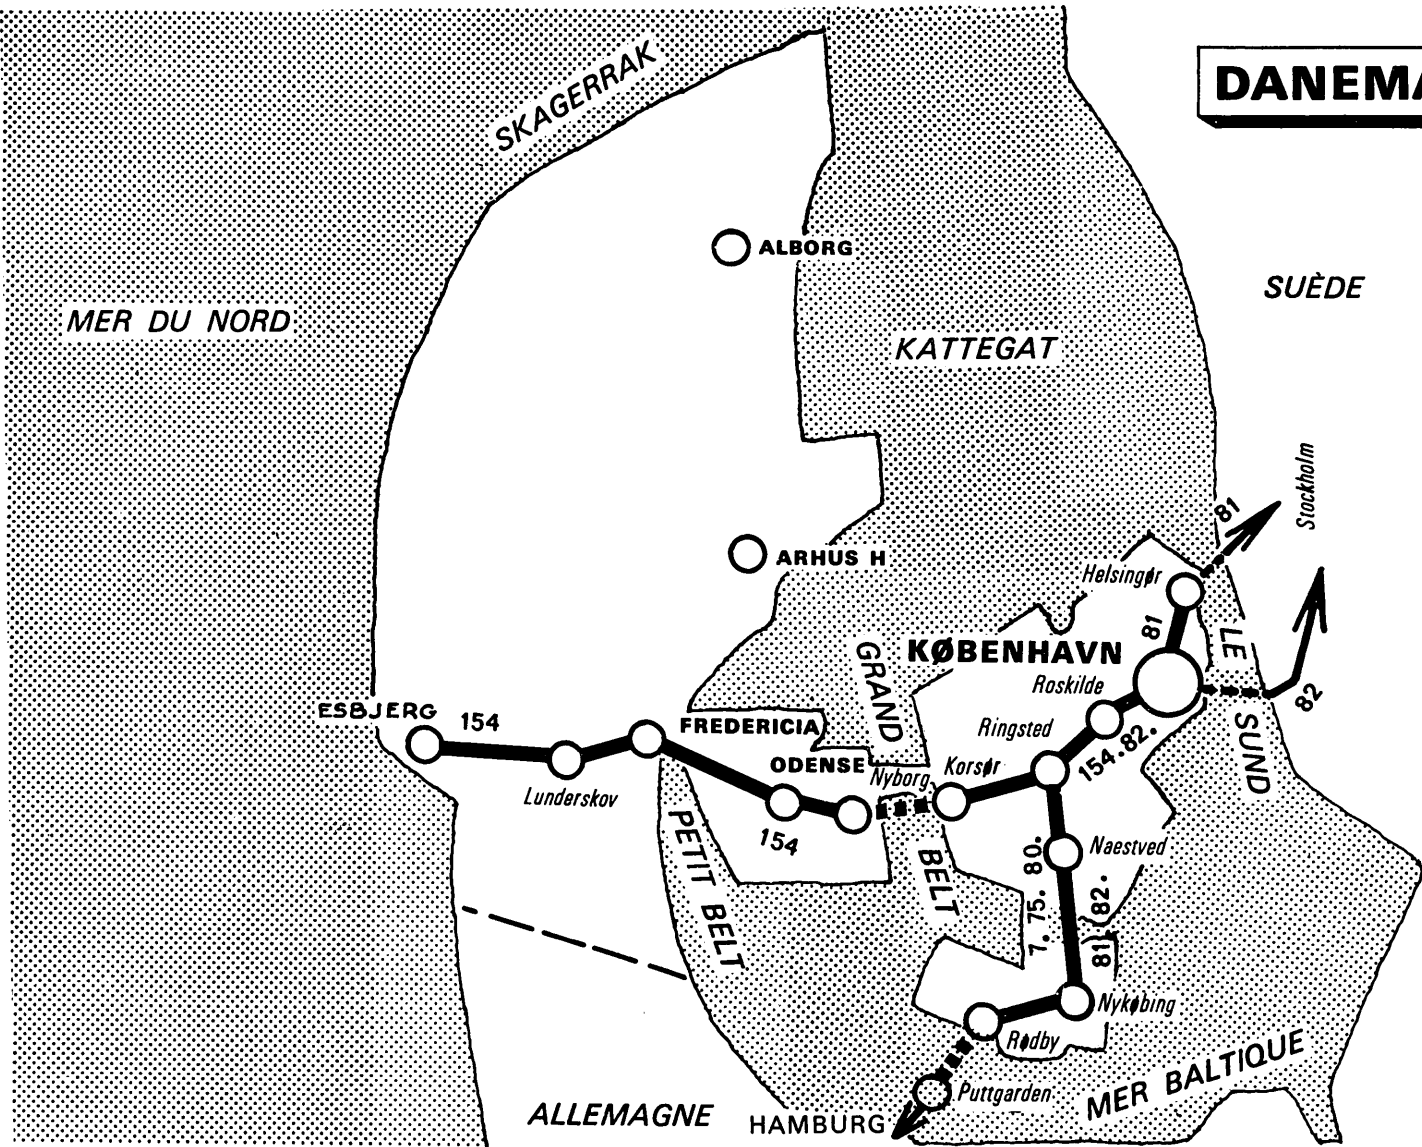 DANEMA
SKAGERRAK
ALBORG
SUÈDE
MER DU NORD
KATTEGAT
Stockholm
81
ARHUS H
Helsingør
81
LE SUND
KØBENHAVN
GRAND BELT
Roskilde
82
ESBJERG
154
FREDERICIA
Ringsted
154.82.
ODENSE
Nyborg
Korsør
Lunderskov
154
PETIT BELT
Naestved
7. 75. 80.
81. 82.
Nykøbing
Rødby
MER BALTIQUE
Puttgarden
ALLEMAGNE
HAMBURG